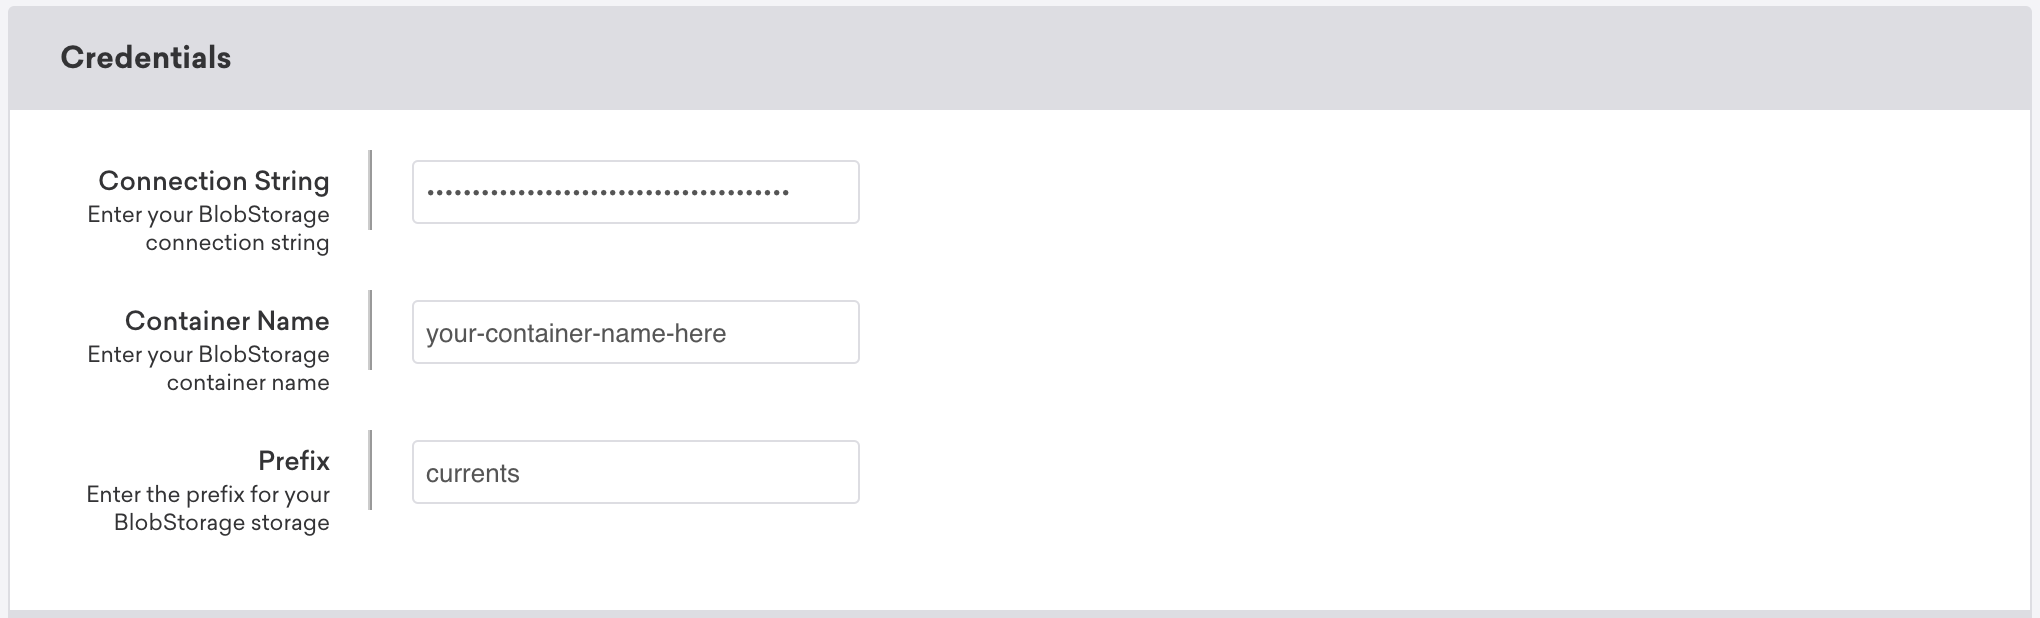 Credentials
Connection String
Enter your BlobStorage
connection string
••••••••••••••••••••••••••••••••••••••••
Container Name
Enter your BlobStorage
container name
your-container-name-here
Prefix
Enter the prefix for your
BlobStorage storage
currents